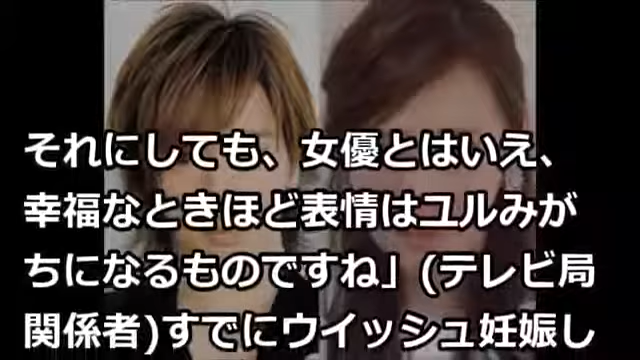 それにしても、女優とはいえ、
幸福なときほど表情はユルみが
ちになるものですね」(テレビ局
関係者)すでにウイッシュ妊娠し